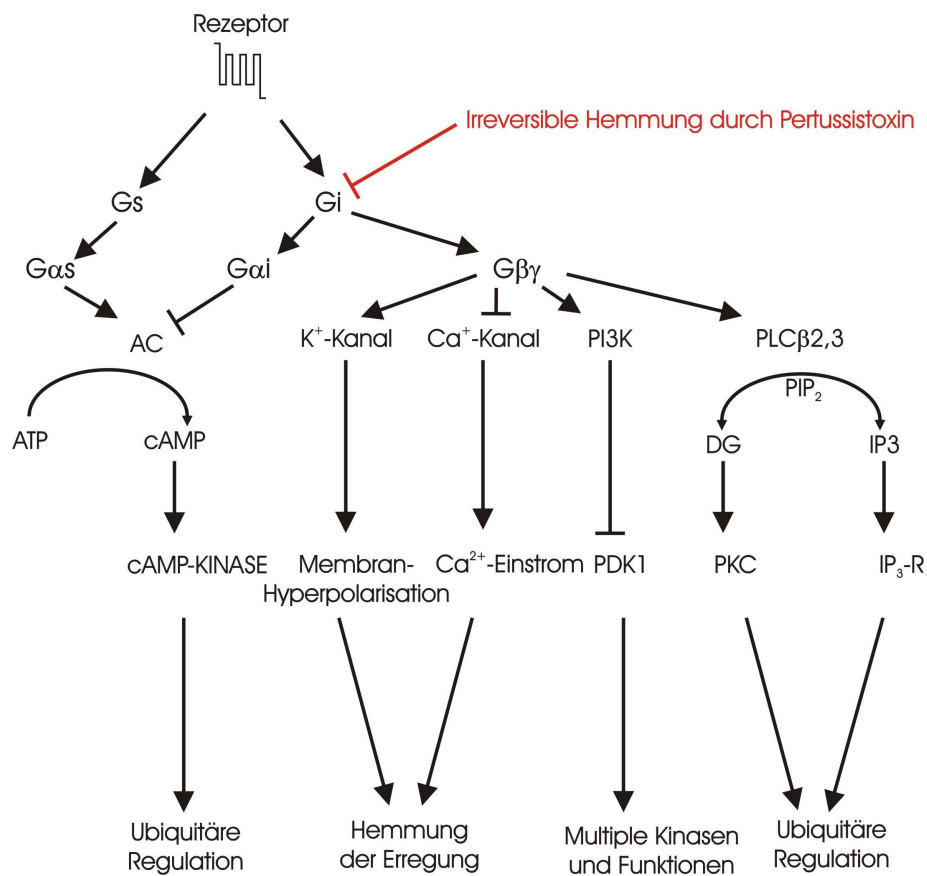 Rezeptor
Irreversible Hemmung durch Pertussistoxin
Gs
Gi
Gαs
Gαi
Gβγ
AC
K⁺-Kanal
Ca⁺-Kanal
PI3K
PLCβ2,3
PIP₂
ATP
cAMP
DG
IP3
cAMP-KINASE
Membran-
Hyperpolarisation
Ca²⁺-Einstrom
PDK1
PKC
IP₃-R
Ubiquitäre
Regulation
Hemmung
der Erregung
Multiple Kinasen
und Funktionen
Ubiquitäre
Regulation